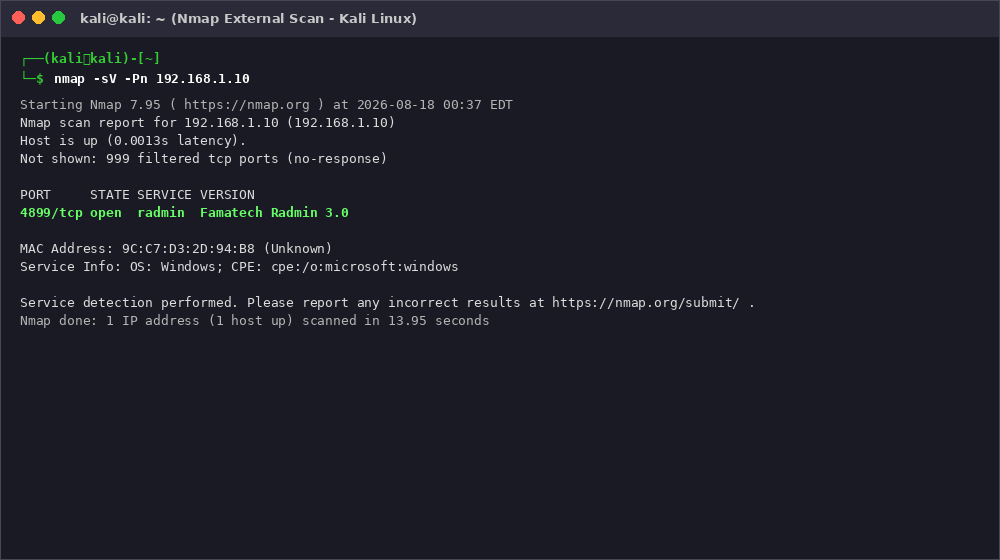 kali@kali: ~ (Nmap External Scan - Kali Linux)
┌──(kali▯kali)-[~]
└─$ nmap -sV -Pn 192.168.1.10
Starting Nmap 7.95 ( https://nmap.org ) at 2026-08-18 00:37 EDT
Nmap scan report for 192.168.1.10 (192.168.1.10)
Host is up (0.0013s latency).
Not shown: 999 filtered tcp ports (no-response)
PORT     STATE SERVICE VERSION
4899/tcp open  radmin  Famatech Radmin 3.0
MAC Address: 9C:C7:D3:2D:94:B8 (Unknown)
Service Info: OS: Windows; CPE: cpe:/o:microsoft:windows
Service detection performed. Please report any incorrect results at https://nmap.org/submit/ .
Nmap done: 1 IP address (1 host up) scanned in 13.95 seconds